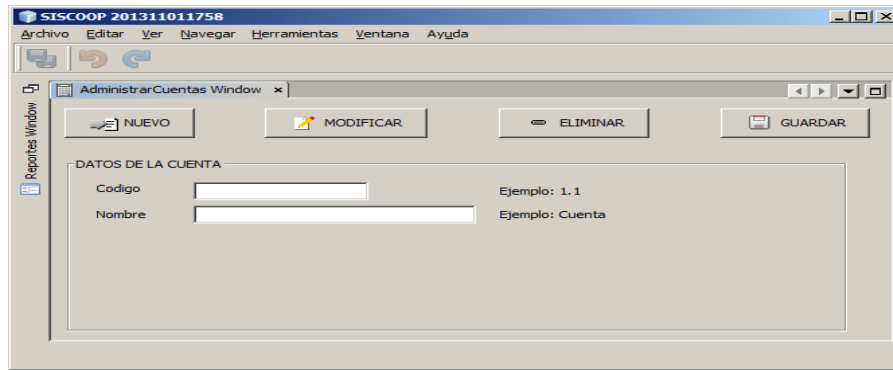 SISCOOP 201311011758
Archivo Editar Ver Navegar Herramientas Ventana Ayuda
AdministrarCuentas Window
Reportes Window
NUEVO MODIFICAR ELIMINAR GUARDAR
DATOS DE LA CUENTA
Codigo Ejemplo: 1.1
Nombre Ejemplo: Cuenta